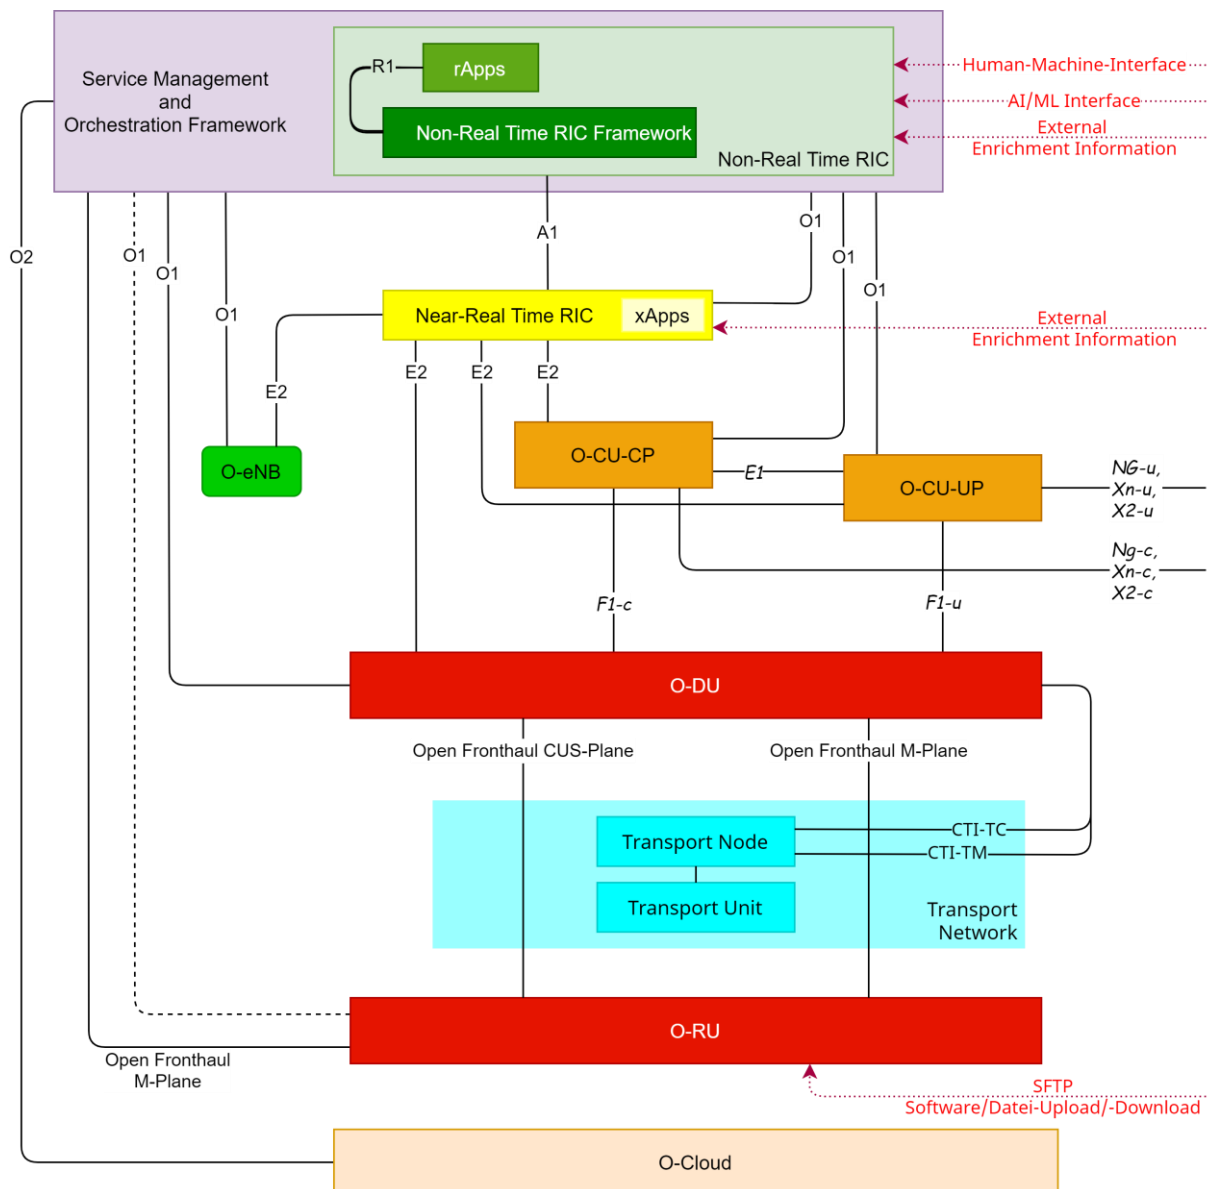 Service Management
and
Orchestration Framework
R1
rApps
Non-Real Time RIC Framework
Non-Real Time RIC
Human-Machine-Interface
AI/ML Interface
External
Enrichment Information
O2
O1
O1
O1
A1
O1
O1
O1
Near-Real Time RIC
xApps
External
Enrichment Information
E2
E2
E2
E2
O-eNB
O-CU-CP
E1
O-CU-UP
NG-u,
Xn-u,
X2-u
Ng-c,
Xn-c,
X2-c
F1-c
F1-u
O-DU
Open Fronthaul CUS-Plane
Open Fronthaul M-Plane
Transport Node
CTI-TC
CTI-TM
Transport Unit
Transport
Network
O-RU
Open Fronthaul
M-Plane
SFTP
Software/Datei-Upload/-Download
O-Cloud